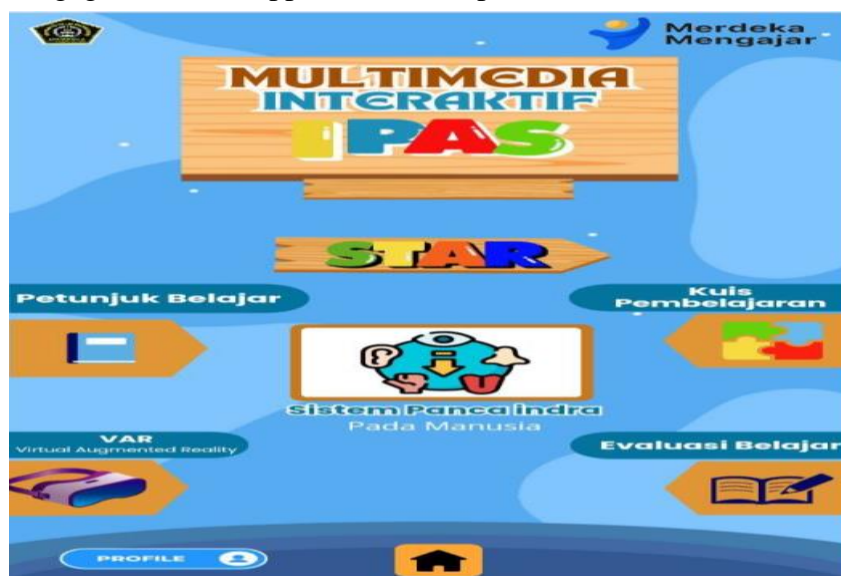 Merdeka
Mengajar
MULTIMEDIA
INTERAKTIF
IPAS
STAR
Petunjuk Belajar
Kuis
Pembelajaran
Sistem Panca indra
Pada Manusia
VAR
Virtual Augmented Reality
Evaluasi Belajar
PROFILE